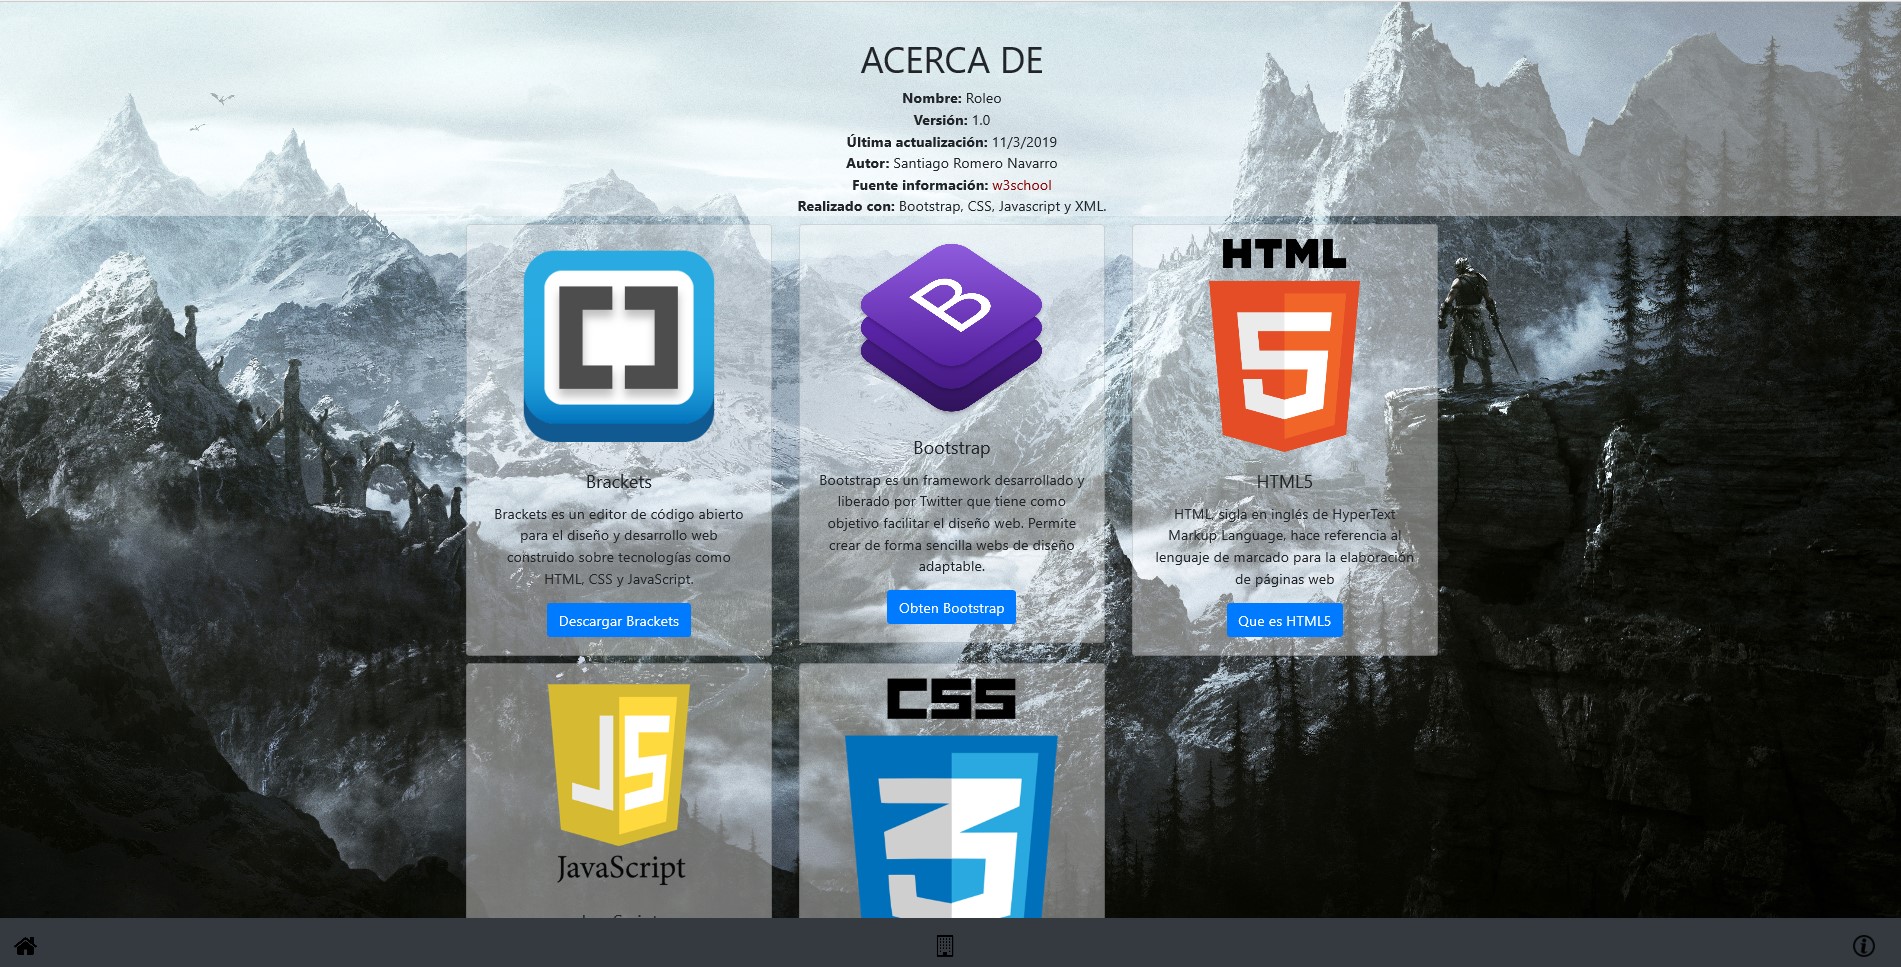 ACERCA DE
Nombre: Roleo
Versión: 1.0
Última actualización: 11/3/2019
Autor: Santiago Romero Navarro
Fuente información: w3school
Realizado con: Bootstrap, CSS, Javascript y XML.
Brackets
Brackets es un editor de código abierto
para el diseño y desarrollo web
construido sobre tecnologías como
HTML, CSS y JavaScript.
Descargar Brackets
B
Bootstrap
Bootstrap es un framework desarrollado y
liberado por Twitter que tiene como
objetivo facilitar el diseño web. Permite
crear de forma sencilla webs de diseño
adaptable.
Obten Bootstrap
HTML
5
HTML5
HTML, sigla en inglés de HyperText
Markup Language, hace referencia al
lenguaje de marcado para la elaboración
de páginas web
Que es HTML5
JS
JavaScript
CSS
3